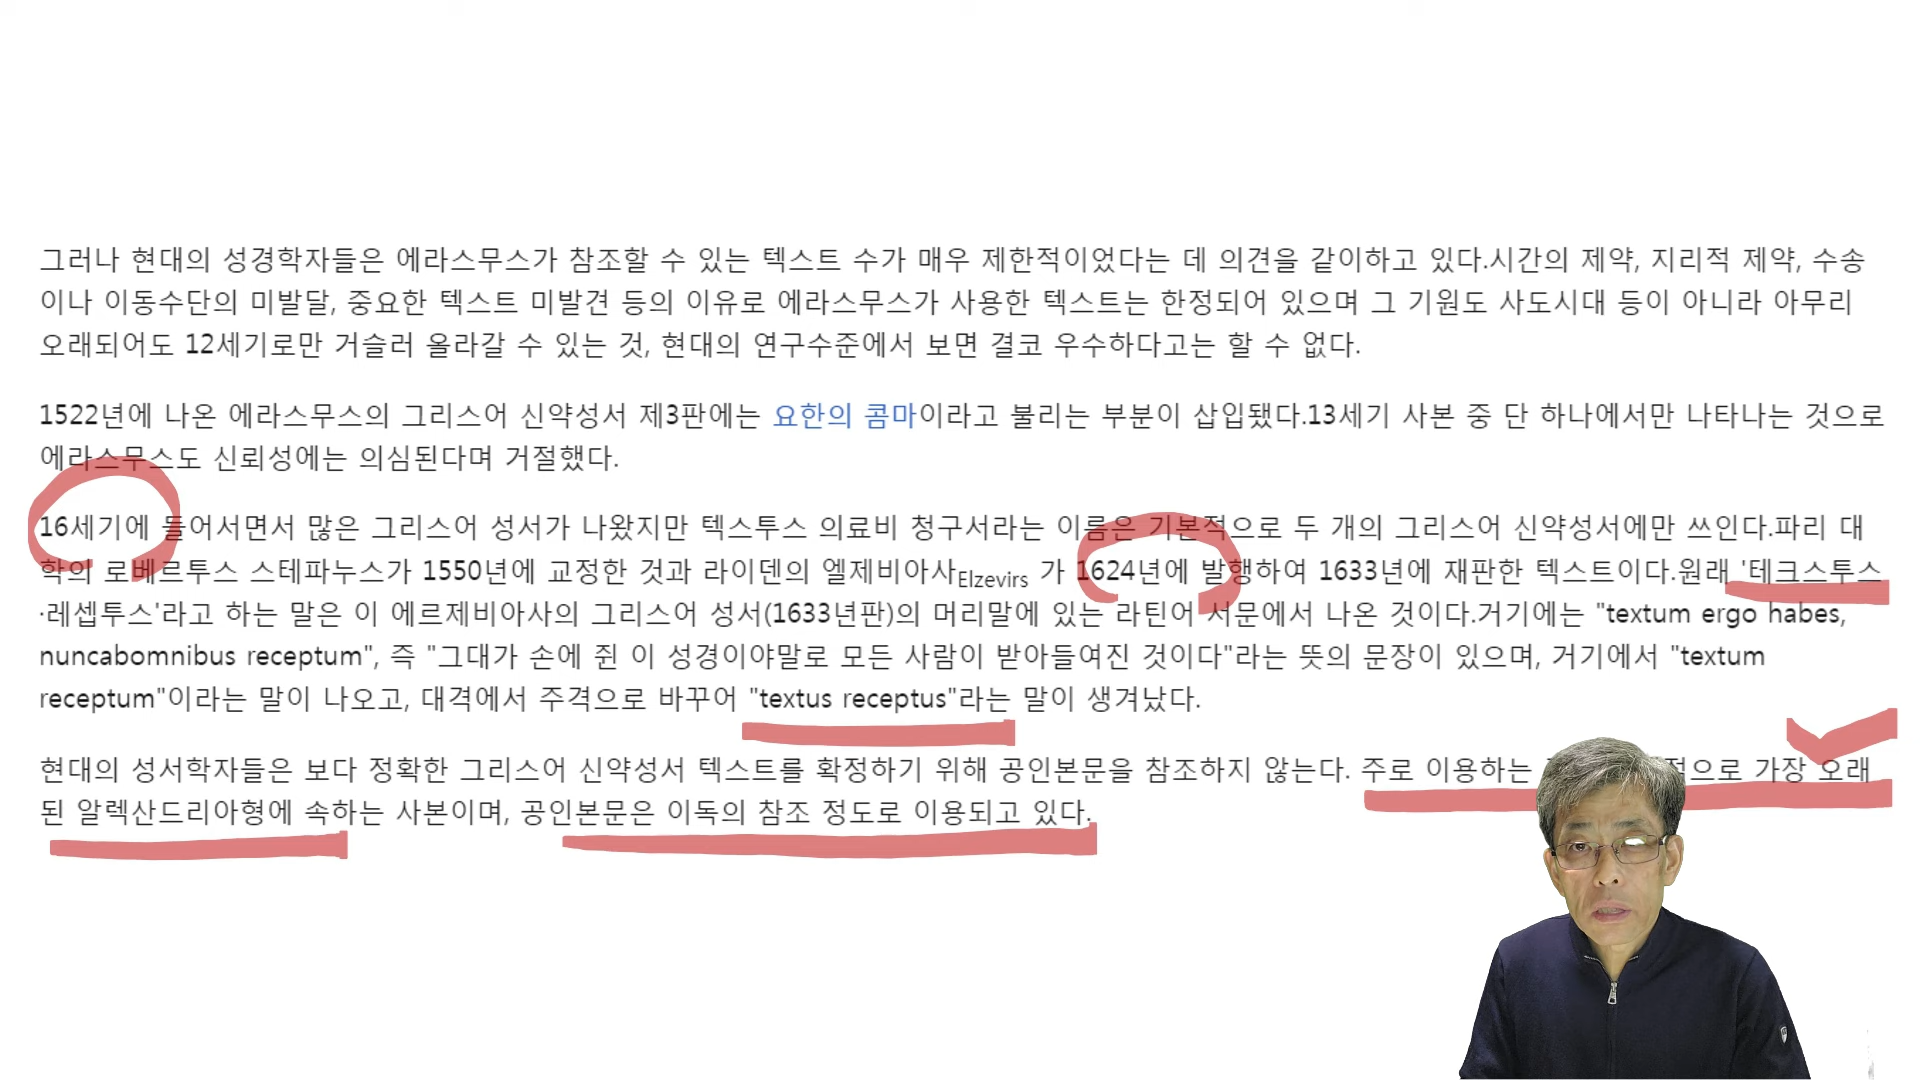 그러나 현대의 성경학자들은 에라스무스가 참조할 수 있는 텍스트 수가 매우 제한적이었다는 데 의견을 같이하고 있다.시간의 제약, 지리적 제약, 수송
이나 이동수단의 미발달, 중요한 텍스트 미발견 등의 이유로 에라스무스가 사용한 텍스트는 한정되어 있으며 그 기원도 사도시대 등이 아니라 아무리
오래되어도 12세기로만 거슬러 올라갈 수 있는 것, 현대의 연구수준에서 보면 결코 우수하다고는 할 수 없다.
1522년에 나온 에라스무스의 그리스어 신약성서 제3판에는 요한의 콤마이라고 불리는 부분이 삽입됐다.13세기 사본 중 단 하나에서만 나타나는 것으로
에라스무스도 신뢰성에는 의심된다며 거절했다.
16세기에 들어서면서 많은 그리스어 성서가 나왔지만 텍스투스 의료비 청구서라는 이름은 기본적으로 두 개의 그리스어 신약성서에만 쓰인다.파리 대
학의 로베르투스 스테파누스가 1550년에 교정한 것과 라이덴의 엘제비아사Elzevirs 가 1624년에 발행하여 1633년에 재판한 텍스트이다.원래 '테크스투스
·레셉투스'라고 하는 말은 이 에르제비아사의 그리스어 성서(1633년판)의 머리말에 있는 라틴어 서문에서 나온 것이다.거기에는 "textum ergo habes,
nuncabomnibus receptum", 즉 "그대가 손에 쥔 이 성경이야말로 모든 사람이 받아들여진 것이다"라는 뜻의 문장이 있으며, 거기에서 "textum
receptum"이라는 말이 나오고, 대격에서 주격으로 바꾸어 "textus receptus"라는 말이 생겨났다.
현대의 성서학자들은 보다 정확한 그리스어 신약성서 텍스트를 확정하기 위해 공인본문을 참조하지 않는다. 주로 이용하는 적으로 가장 오래
된 알렉산드리아형에 속하는 사본이며, 공인본문은 이독의 참조 정도로 이용되고 있다.